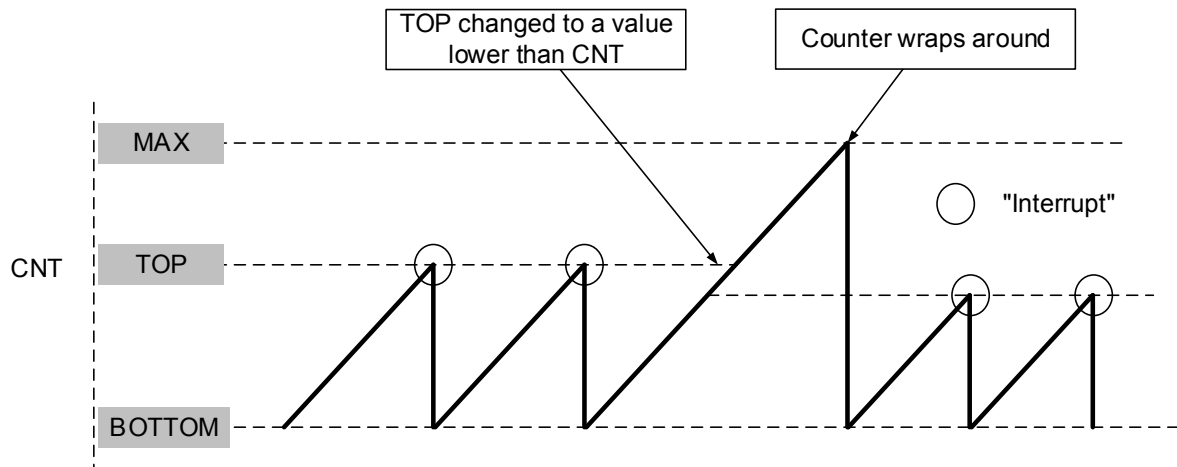 TOP changed to a value
lower than CNT
Counter wraps around
MAX
"Interrupt"
CNT
TOP
BOTTOM